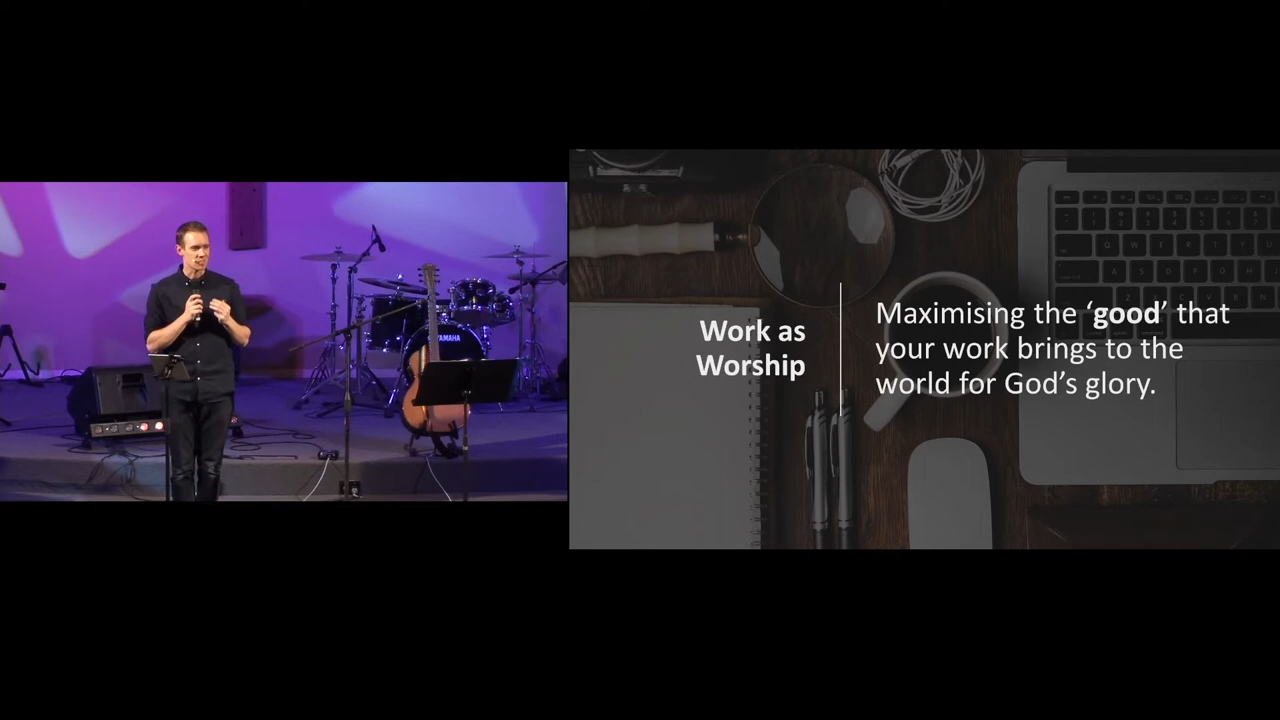 YAMAHA
Work as
Worship
Maximising the ‘good’ that
your work brings to the
world for God’s glory.